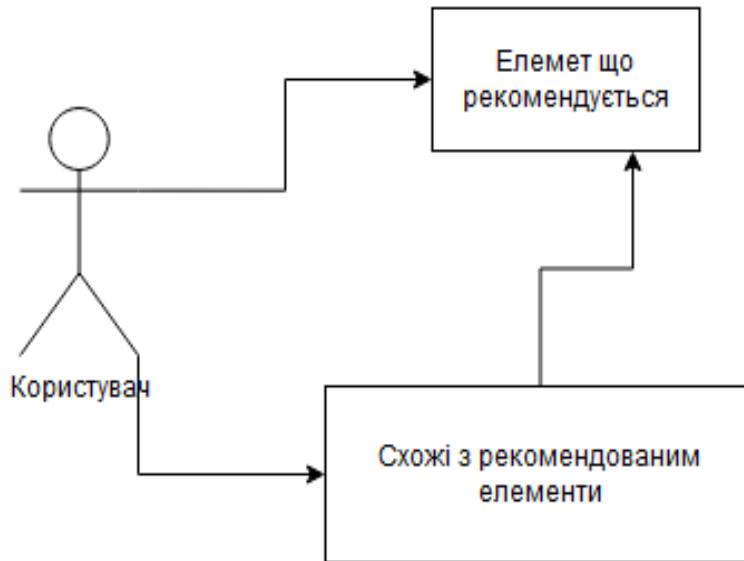 Елемет що
рекомендується
Користувач
Схожі з рекомендованим
елементи